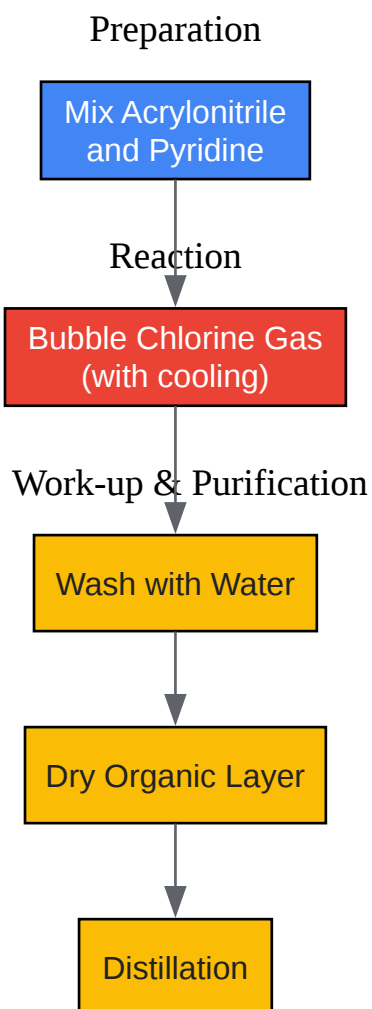 Preparation
Mix Acrylonitrile
and Pyridine
Reaction
Bubble Chlorine Gas
(with cooling)
Work-up & Purification
Wash with Water
Dry Organic Layer
Distillation